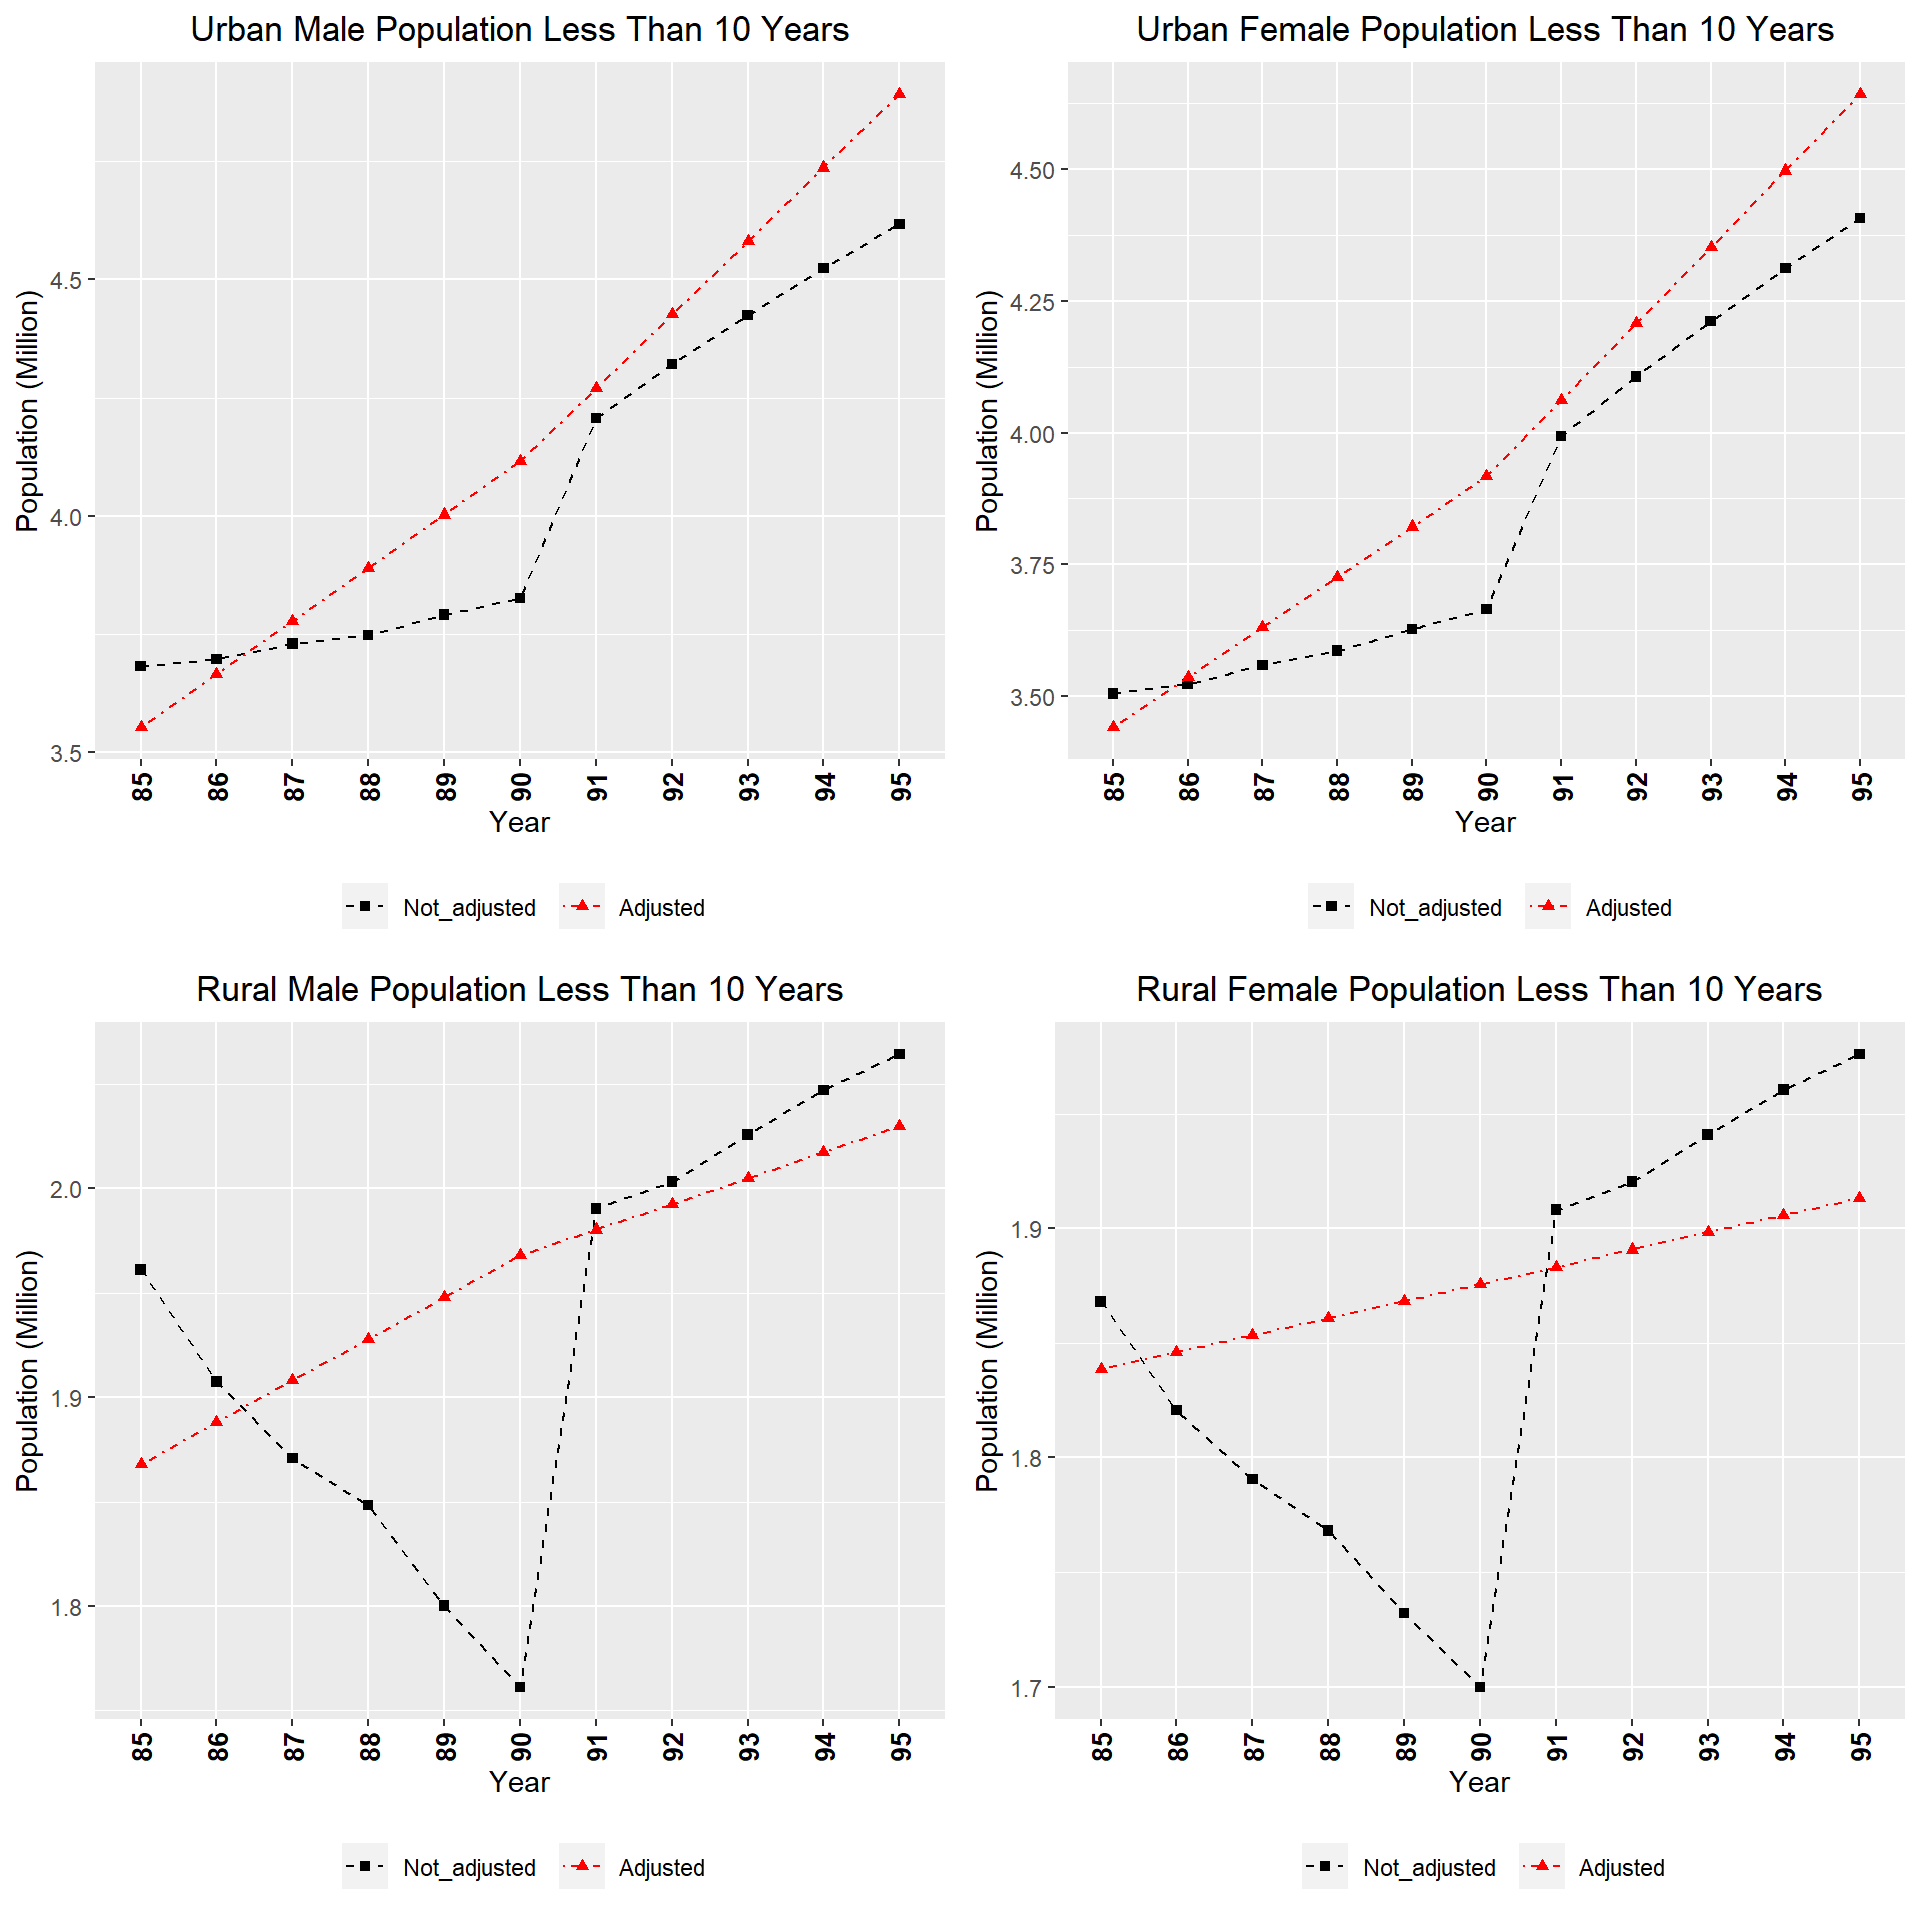 Urban Male Population Less Than 10 Years
Population (Million)
4.5
4.0
3.5
85 86 87 88 89 90 91 92 93 94 95
Year
Not_adjusted Adjusted
Urban Female Population Less Than 10 Years
Population (Million)
4.50
4.25
4.00
3.75
3.50
85 86 87 88 89 90 91 92 93 94 95
Year
Not_adjusted Adjusted
Rural Male Population Less Than 10 Years
Population (Million)
2.0
1.9
1.8
85 86 87 88 89 90 91 92 93 94 95
Year
Not_adjusted Adjusted
Rural Female Population Less Than 10 Years
Population (Million)
1.9
1.8
1.7
85 86 87 88 89 90 91 92 93 94 95
Year
Not_adjusted Adjusted